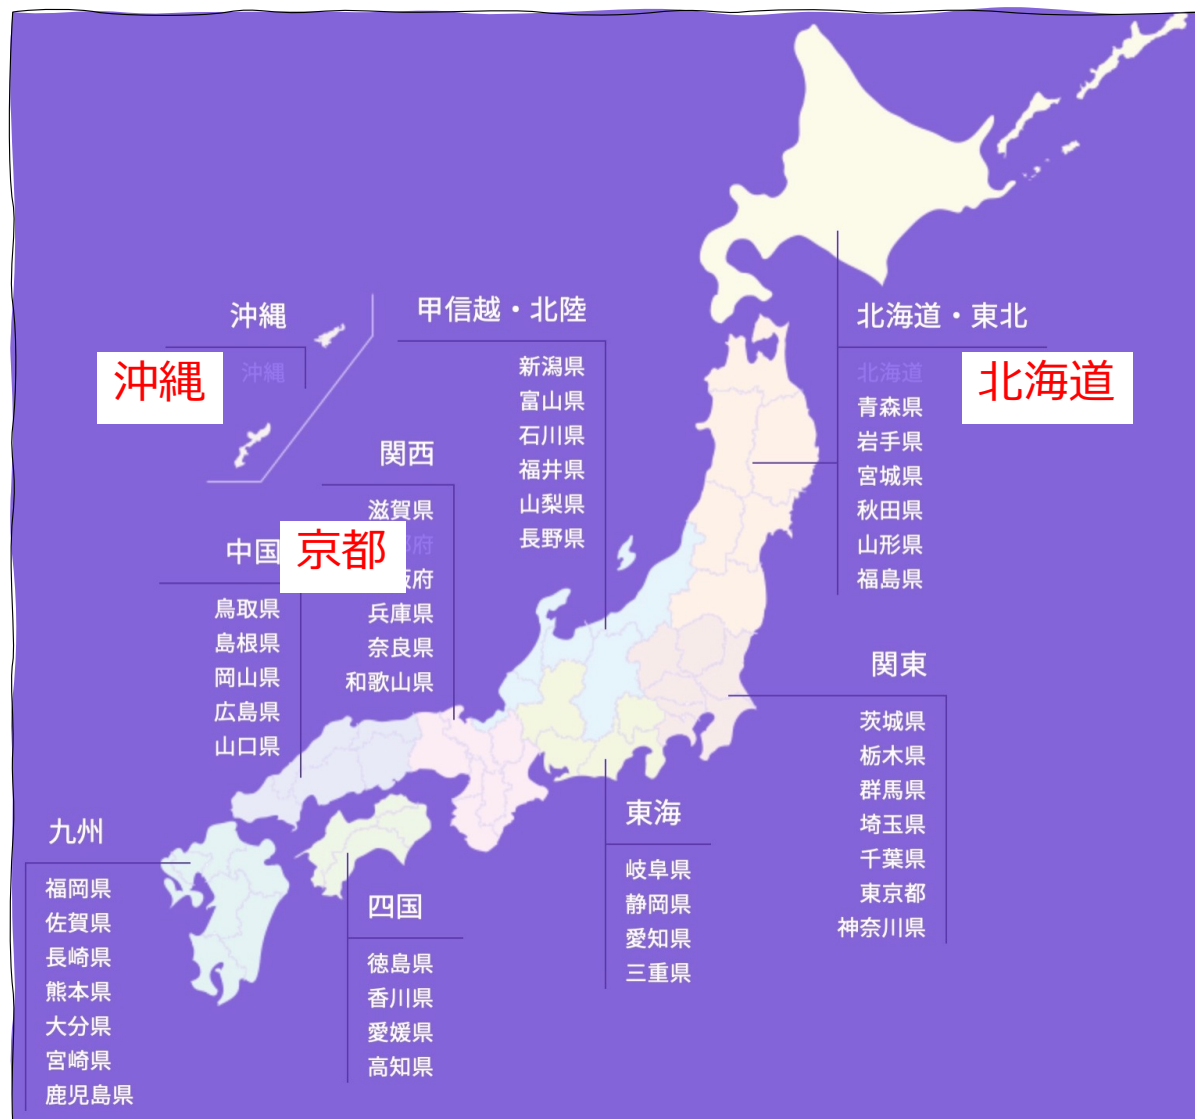 北海道・東北
北海道
北海道
青森県
岩手県
宮城県
秋田県
山形県
福島県
甲信越・北陸
新潟県
富山県
石川県
福井県
山梨県
長野県
沖縄
沖縄
沖縄
関西
滋賀県
京都
府
府
兵庫県
奈良県
和歌山県
中国
鳥取県
島根県
岡山県
広島県
山口県
関東
茨城県
栃木県
群馬県
埼玉県
千葉県
東京都
神奈川県
東海
岐阜県
静岡県
愛知県
三重県
四国
徳島県
香川県
愛媛県
高知県
九州
福岡県
佐賀県
長崎県
熊本県
大分県
宮崎県
鹿児島県